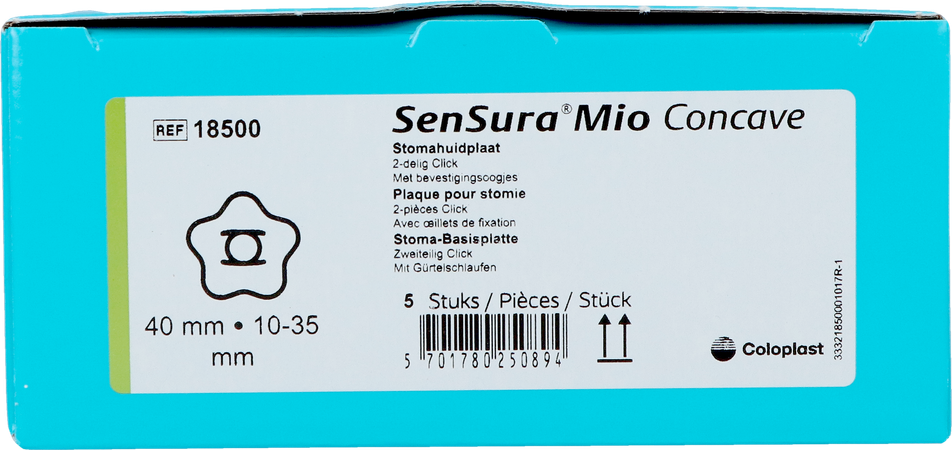 REF 18500
40 mm • 10-35
mm
SenSura® Mio Concave
Stomahuidplaat
2-delig Click
Met bevestigingsoogjes
Plaque pour stomie
2-pièces Click
Avec œillets de fixation
Stoma-Basisplatte
Zweiteilig Click
Mit Gürtelschlaufen
5 Stuks / Pièces / Stück
5 701780 250894
Coloplast
33321850001017R-1